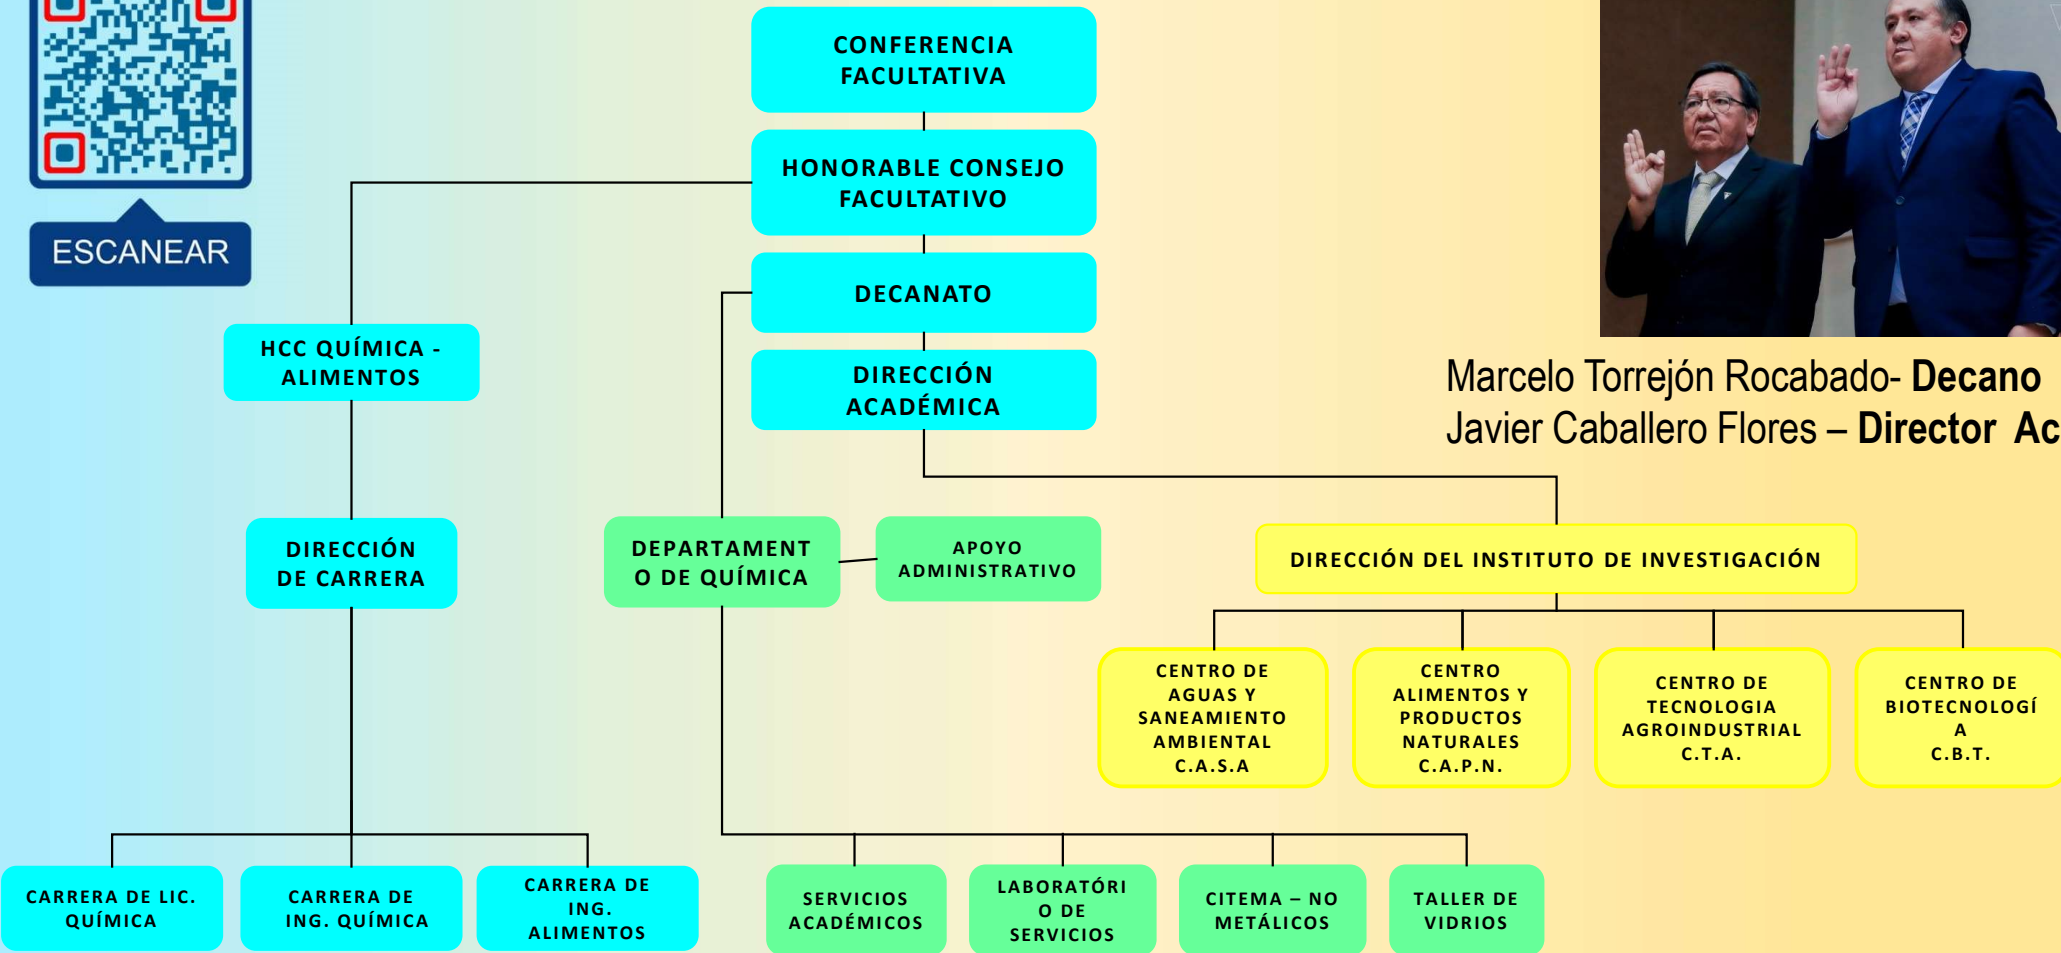 CONFERENCIA
FACULTATIVA
HONORABLE CONSEJO
FACULTATIVO
ESCANEAR
DECANATO
HCC QUÍMICA -
ALIMENTOS
DIRECCIÓN
ACADÉMICA
Marcelo Torrejón Rocabado- Decano
Javier Caballero Flores – Director Ac
DIRECCIÓN
DE CARRERA
DEPARTAMENT
O DE QUÍMICA
APOYO
ADMINISTRATIVO
DIRECCIÓN DEL INSTITUTO DE INVESTIGACIÓN
CENTRO DE
AGUAS Y
SANEAMIENTO
AMBIENTAL
C.A.S.A
CENTRO
ALIMENTOS Y
PRODUCTOS
NATURALES
C.A.P.N.
CENTRO DE
TECNOLOGIA
AGROINDUSTRIAL
C.T.A.
CENTRO DE
BIOTECNOLOGÍ
A
C.B.T.
CARRERA DE LIC.
QUÍMICA
CARRERA DE
ING. QUÍMICA
CARRERA DE
ING.
ALIMENTOS
SERVICIOS
ACADÉMICOS
LABORATÓRI
O DE
SERVICIOS
CITEMA – NO
METÁLICOS
TALLER DE
VIDRIOS